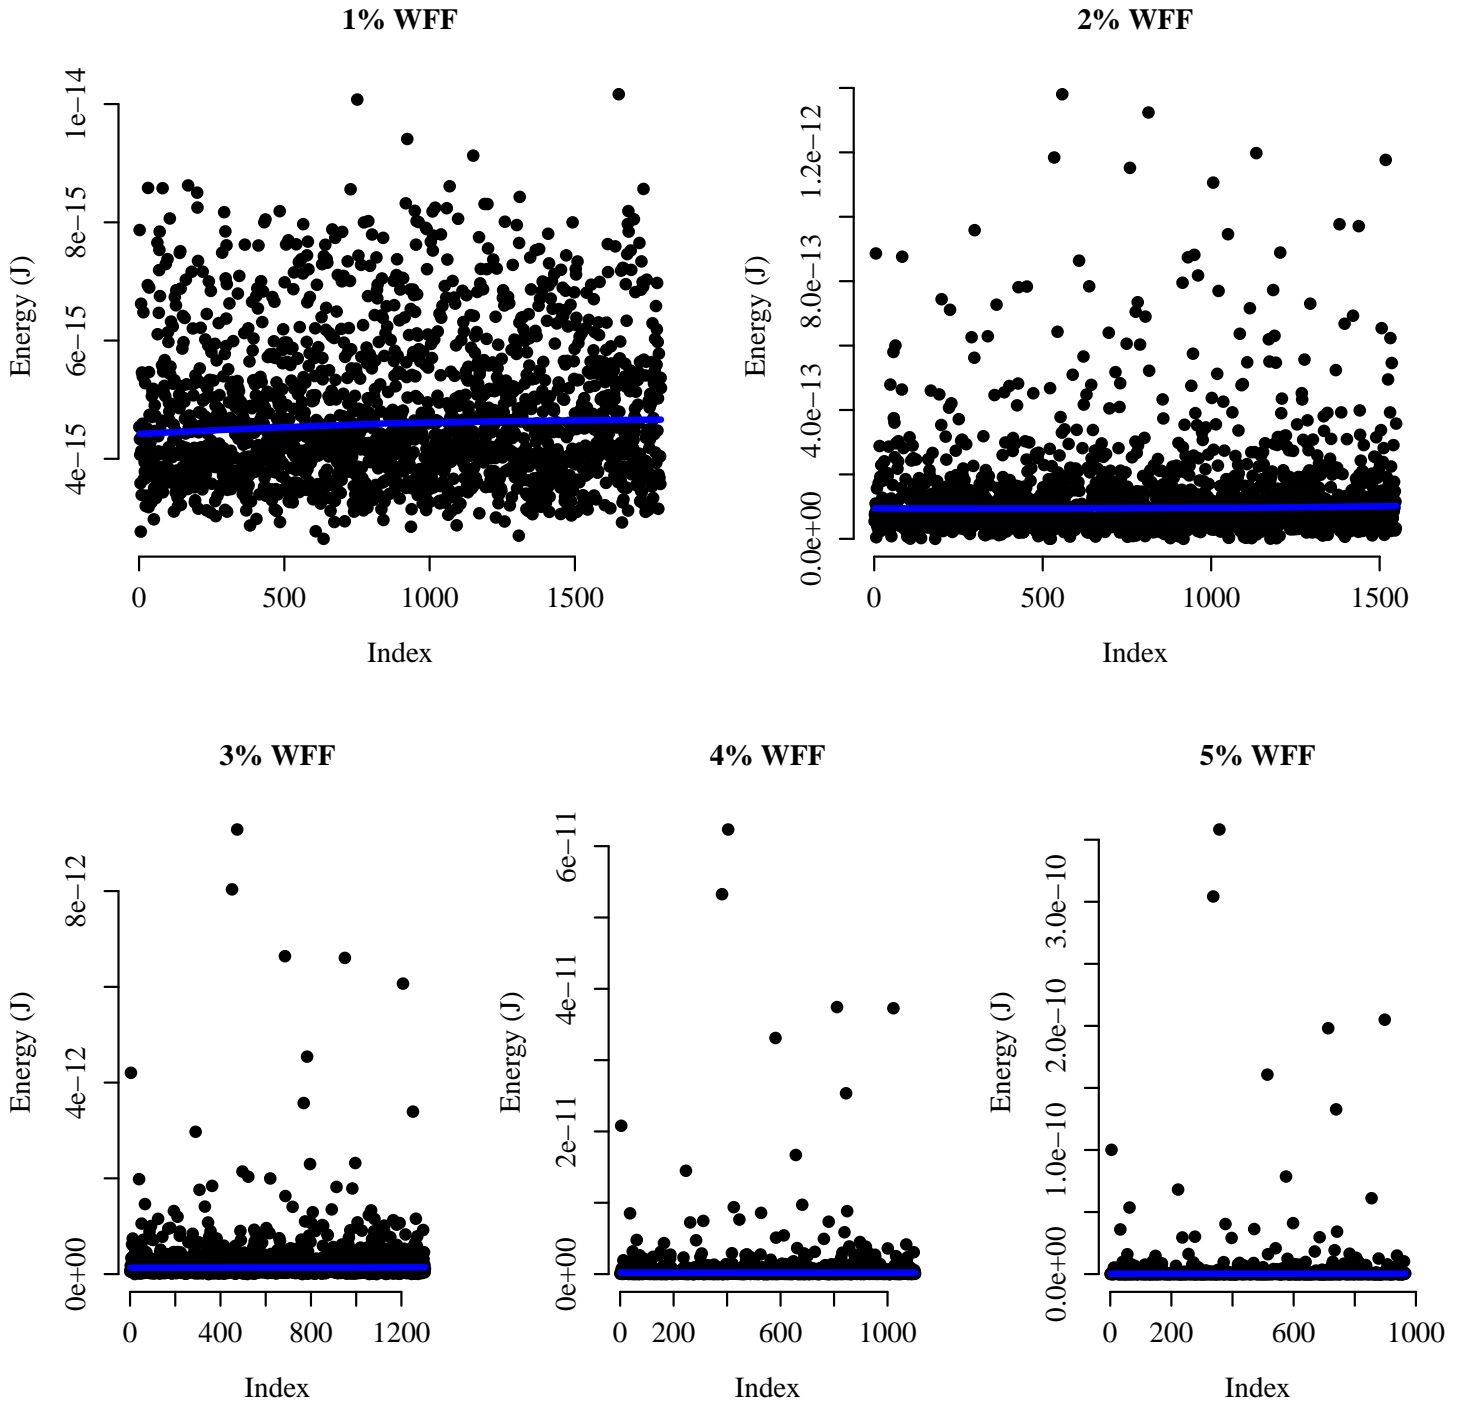 1% WFF
1e−14
8e−15
6e−15
4e−15
Energy (J)
0 500 1000 1500
Index
2% WFF
1.2e−12
8.0e−13
4.0e−13
0.0e+00
Energy (J)
0 500 1000 1500
Index
3% WFF
8e−12
4e−12
0e+00
Energy (J)
0 400 800 1200
Index
4% WFF
6e−11
4e−11
2e−11
0e+00
Energy (J)
0 200 600 1000
Index
5% WFF
3.0e−10
2.0e−10
1.0e−10
0.0e+00
Energy (J)
0 200 600 1000
Index